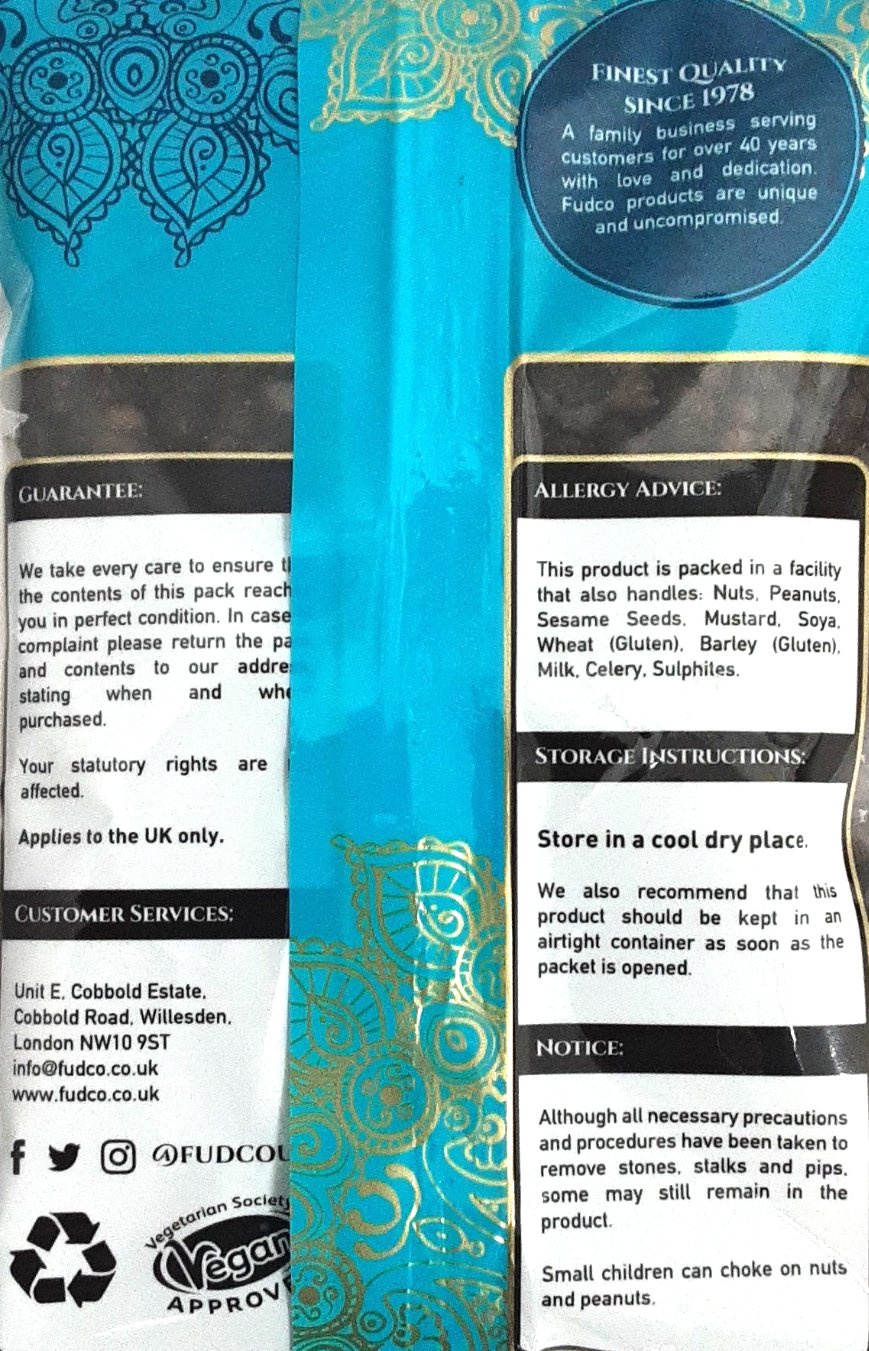 FINEST QUALITY
SINCE 1978
A family business serving
customers for over 40 years
with love and dedication.
Fudco products are unique
and uncompromised.
GUARANTEE:
We take every care to ensure
the contents of this pack reach
you in perfect condition. In case
complaint please return the
and contents to our
stating when and
purchased.
Your statutory rights are
affected.
Applies to the UK only.
CUSTOMER SERVICES:
Unit E, Cobbold Estate,
Cobbold Road, Willesden,
London NW10 9ST
info@fudco.co.uk
www.fudco.co.uk
@FUDCOU
Vegetarian Society
Vegan
APPROV
ALLERGY ADVICE:
This product is packed in a facility
that also handles: Nuts, Peanuts,
Sesame Seeds, Mustard, Soya,
Wheat (Gluten), Barley (Gluten),
Milk, Celery, Sulphites.
STORAGE INSTRUCTIONS:
Store in a cool dry place.
We also recommend that this
product should be kept in an
airtight container as soon as the
packet is opened.
NOTICE:
Although all necessary precautions
and procedures have been taken to
remove stones, stalks and pips,
some may still remain in the
product.
Small children can choke on nuts
and peanuts.